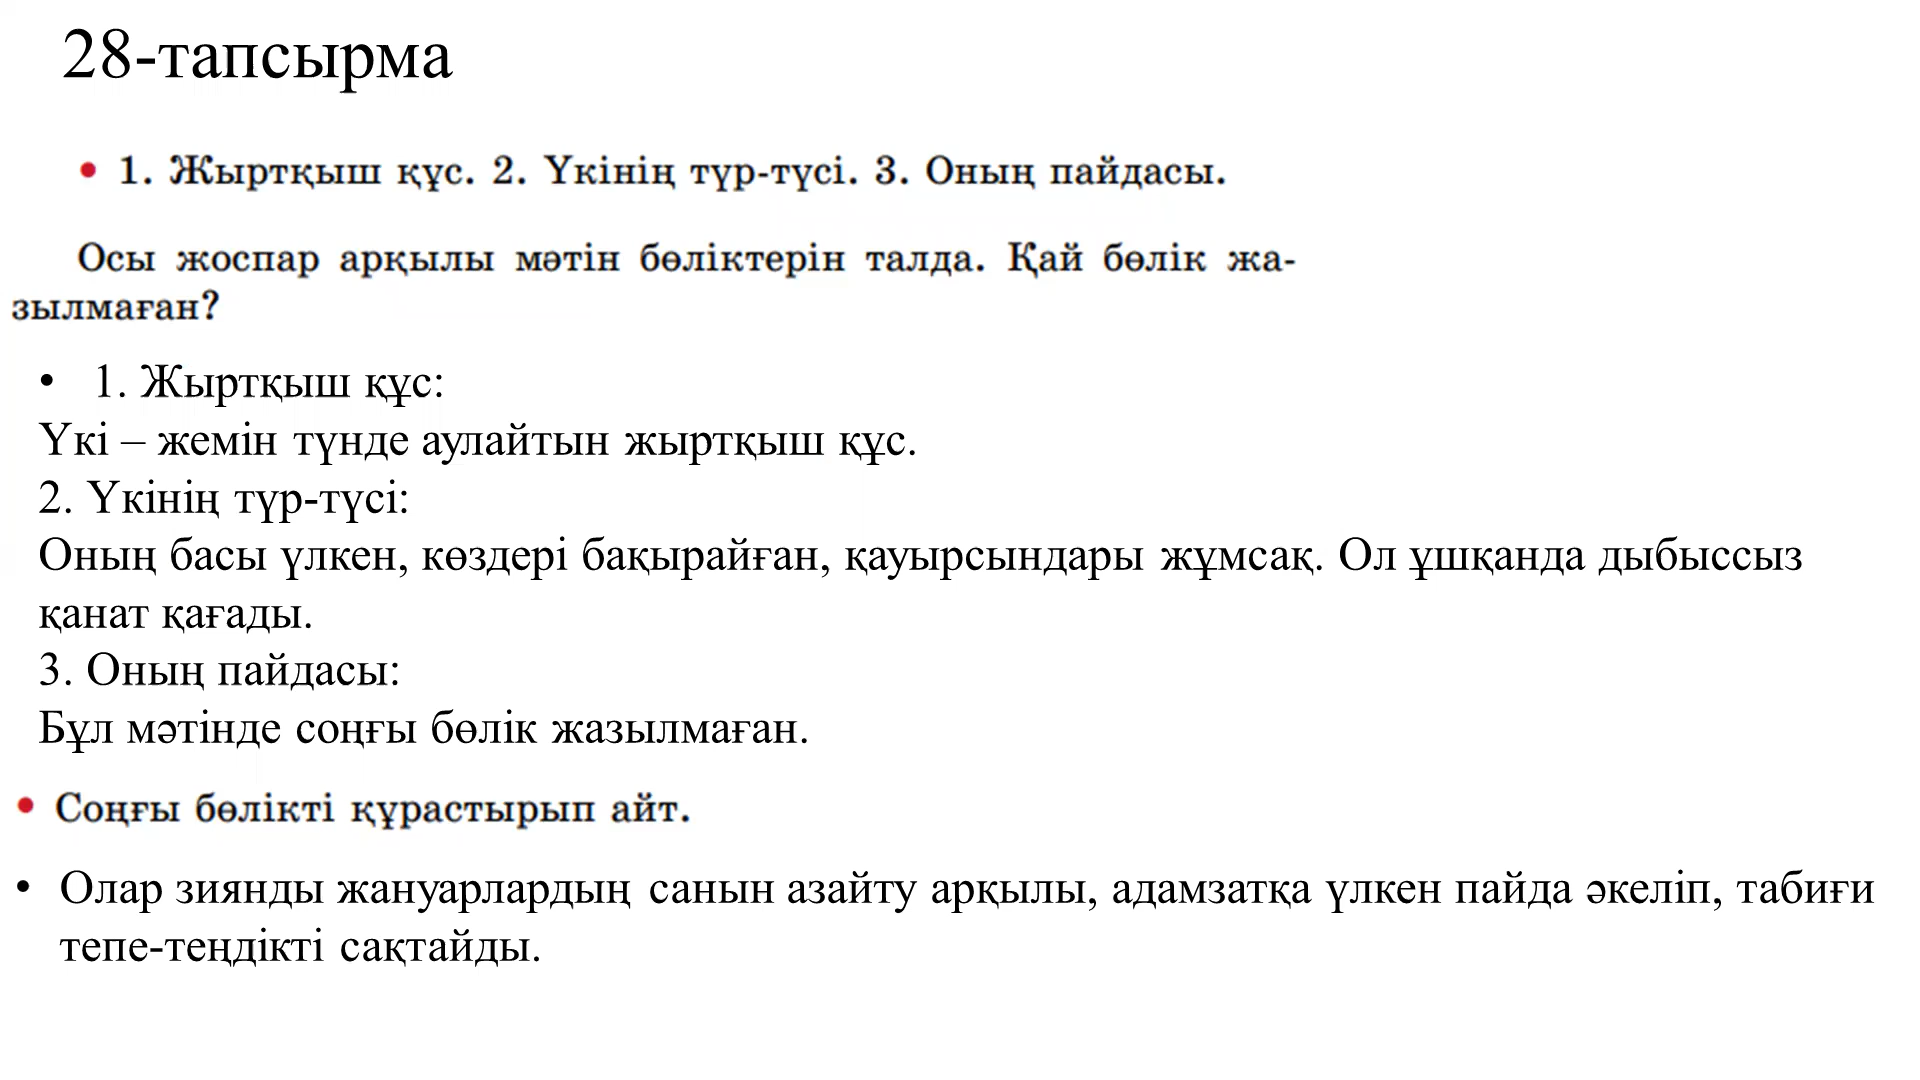 28-тапсырма
• 1. Жыртқыш құс. 2. Үкінің түр-түсі. 3. Оның пайдасы.
Осы жоспар арқылы мәтін бөліктерін талда. Қай бөлік жа-
зылмаған?
• 1. Жыртқыш құс:
Үкі – жемін түнде аулайтын жыртқыш құс.
2. Үкінің түр-түсі:
Оның басы үлкен, көздері бақырайған, қауырсындары жұмсақ. Ол ұшқанда дыбыссыз
қанат қағады.
3. Оның пайдасы:
Бұл мәтінде соңғы бөлік жазылмаған.
• Соңғы бөлікті құрастырып айт.
• Олар зиянды жануарлардың санын азайту арқылы, адамзатқа үлкен пайда әкеліп, табиғи
тепе-теңдікті сақтайды.